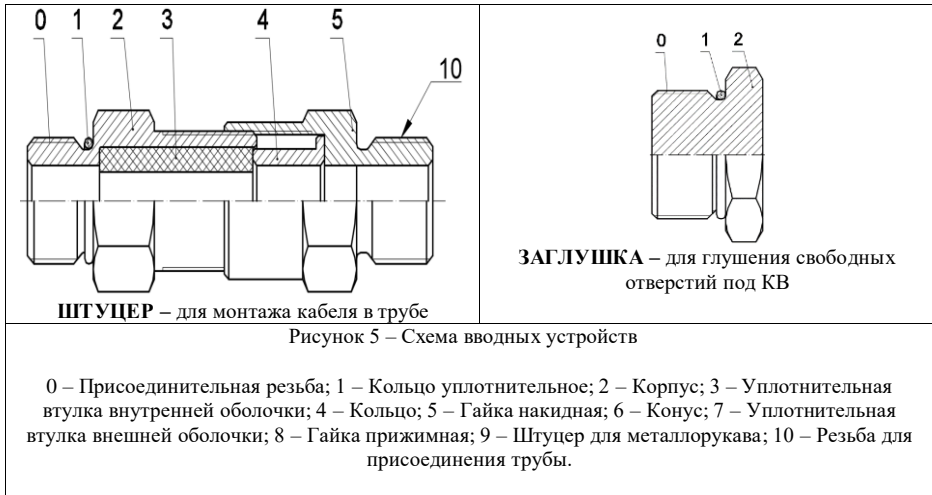 0 1 2 3 4 5
10
ШТУЦЕР – для монтажа кабеля в трубе
0 1 2
ЗАГЛУШКА – для глушения свободных
отверстий под КВ
Рисунок 5 – Схема вводных устройств
0 – Присоединительная резьба; 1 – Кольцо уплотнительное; 2 – Корпус; 3 – Уплотнительная
втулка внутренней оболочки; 4 – Кольцо; 5 – Гайка накидная; 6 – Конус; 7 – Уплотнительная
втулка внешней оболочки; 8 – Гайка прижимная; 9 – Штуцер для металлорукава; 10 – Резьба для
присоединения трубы.